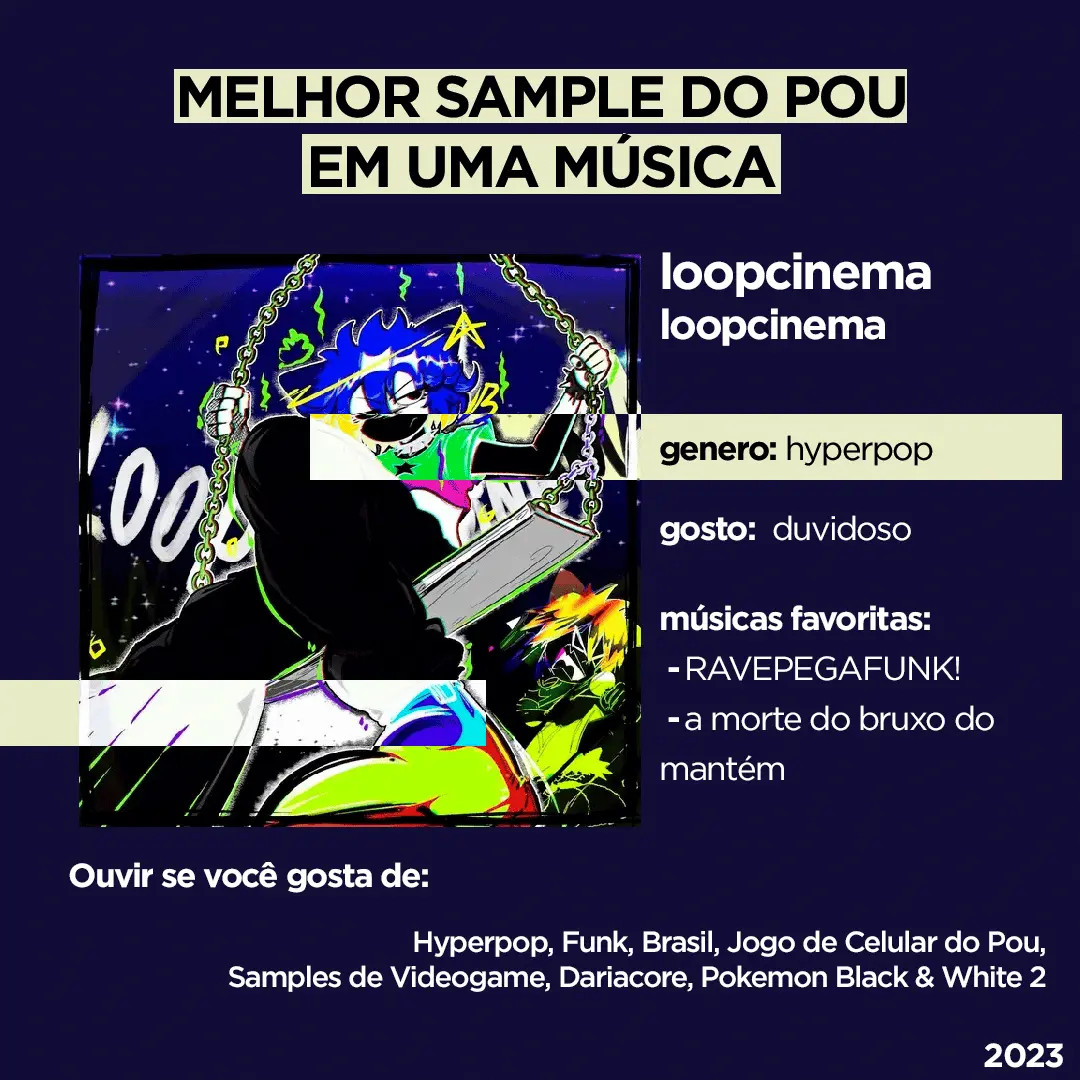 MELHOR SAMPLE DO POU
EM UMA MÚSICA
loopcinema
loopcinema
genero: hyperpop
gosto: duvidoso
músicas favoritas:
-RAVEPEGAFUNK!
-a morte do bruxo do
mantém
Ouvir se você gosta de:
Hyperpop, Funk, Brasil, Jogo de Celular do Pou,
Samples de Videogame, Dariacore, Pokemon Black & White 2
2023